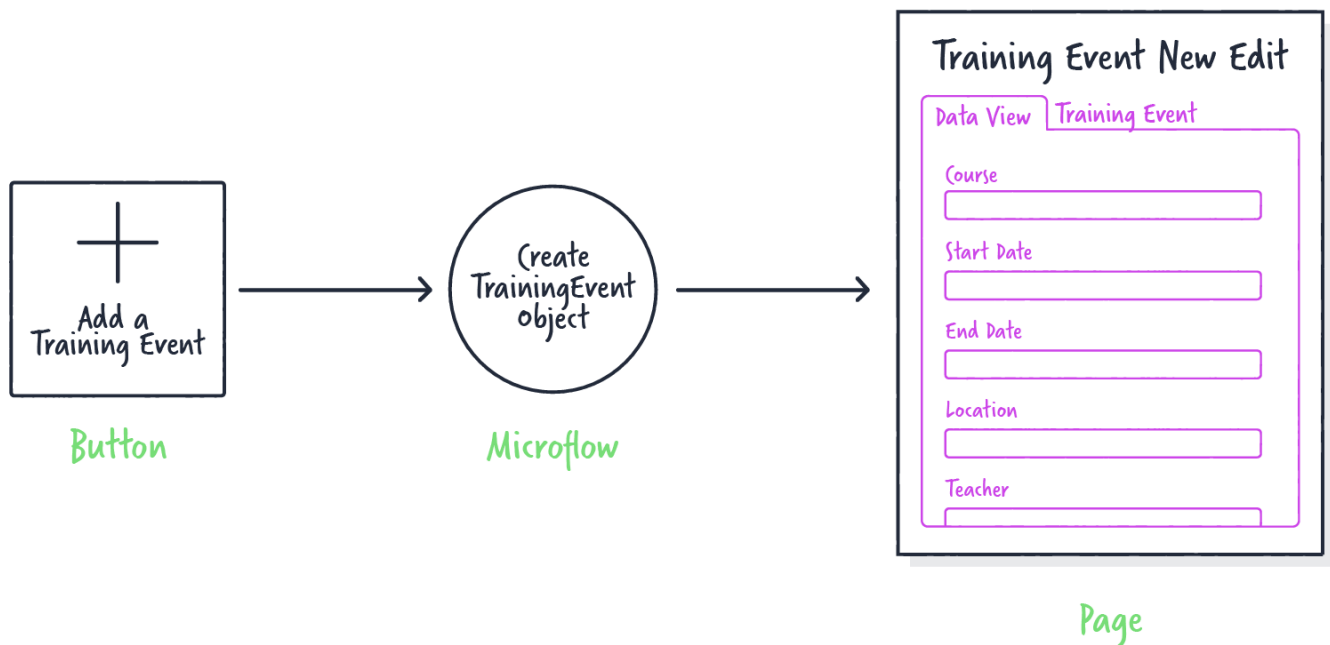 Add a
Training Event
Button
Create
TrainingEvent
Object
Microflow
Training Event New Edit
Data View
Training Event
Course
Start Date
End Date
Location
Teacher
Page